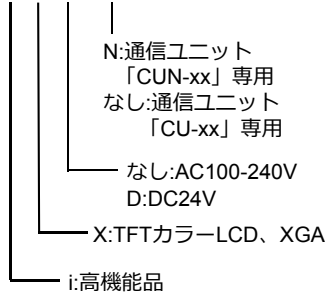 N:通信ユニット
「CUN-xx」専用
なし:通信ユニット
「CU-xx」専用
なし:AC100-240V
D:DC24V
X:TFTカラーLCD、XGA
i:高機能品